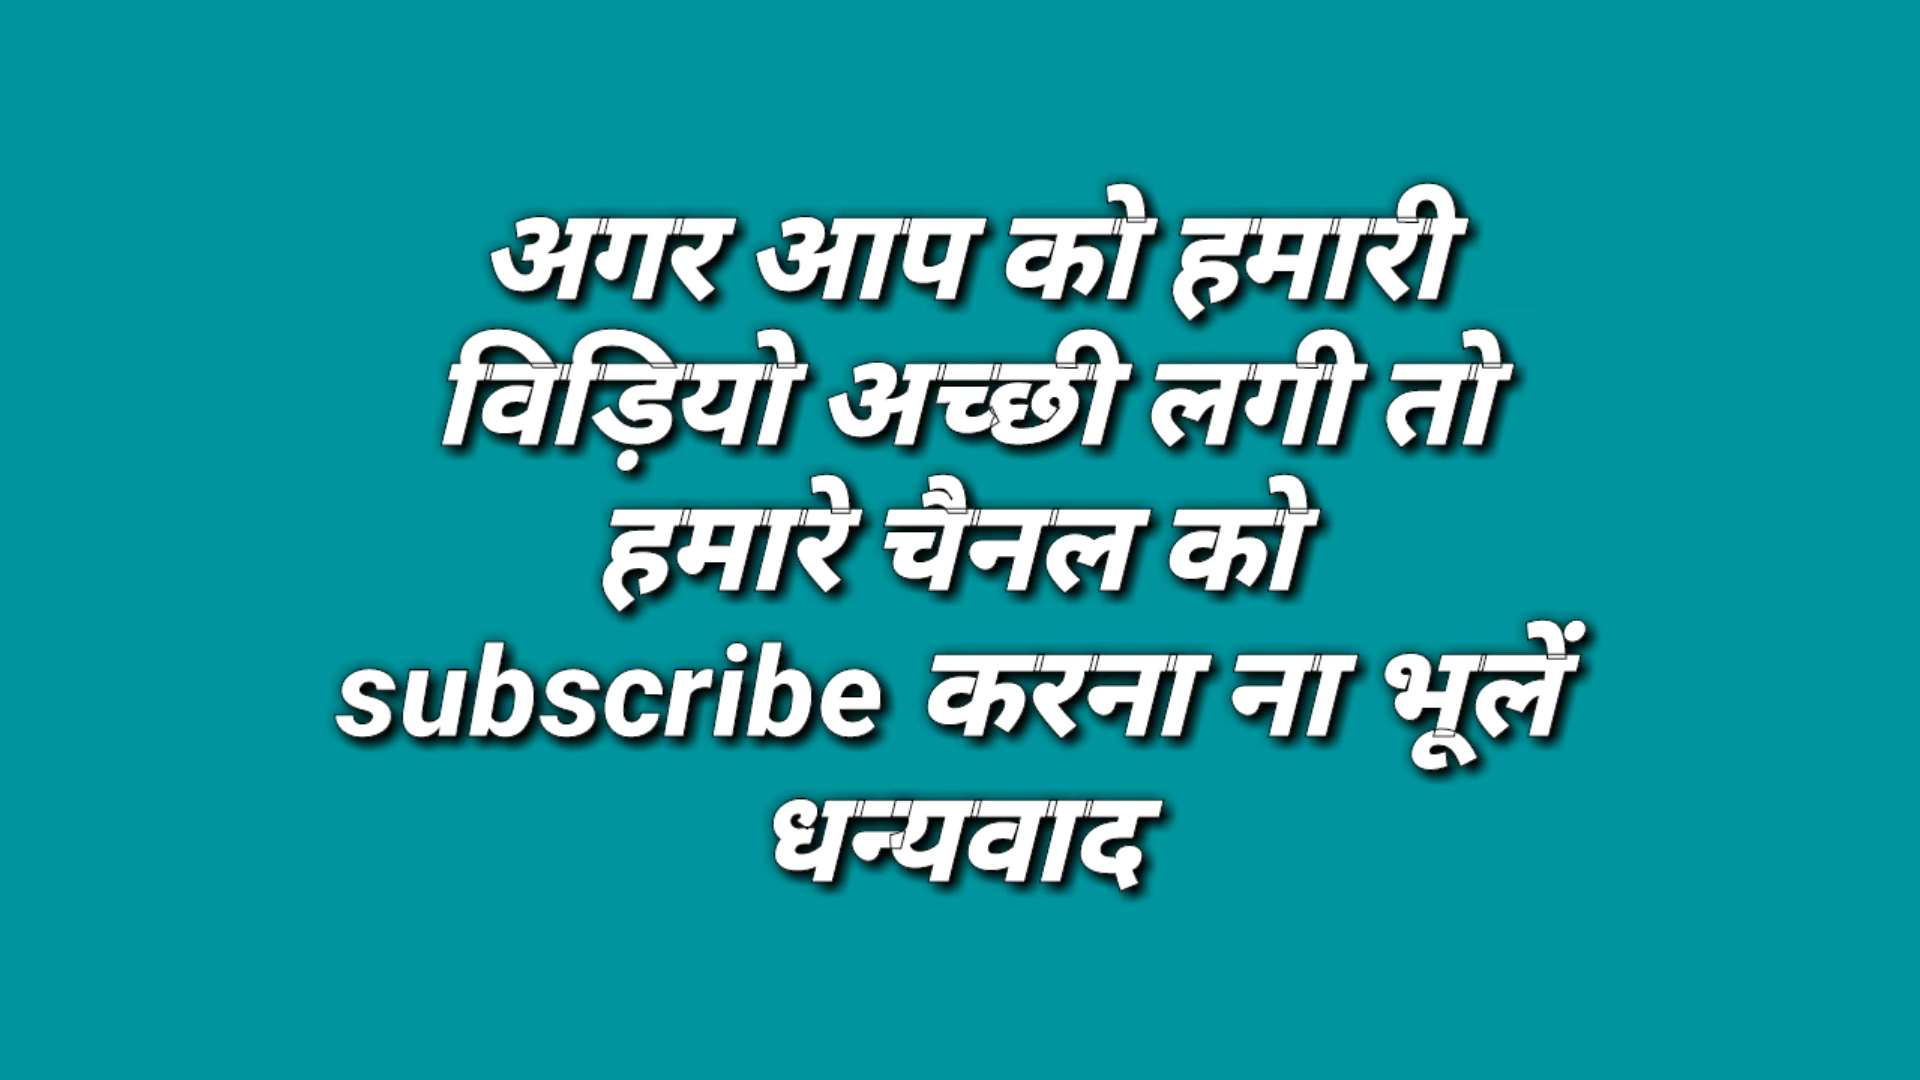 अगर आप को हमारी
विड़ियो अच्छी लगी तो
हमारे चैनल को
subscribe करना ना भूलें
धन्यवाद